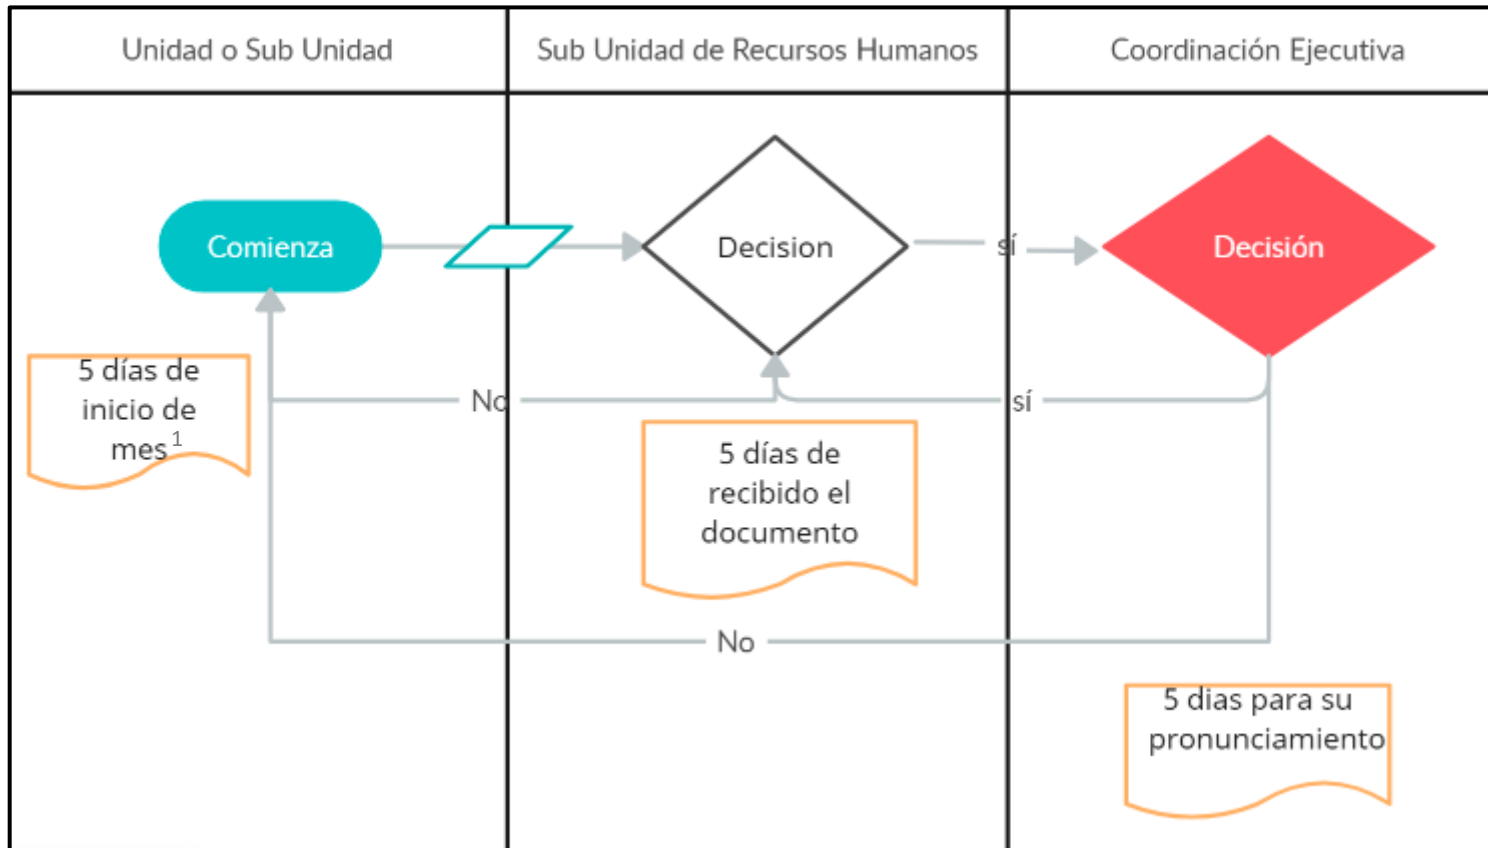 Unidad o Sub Unidad
Sub Unidad de Recursos Humanos
Coordinación Ejecutiva
Comienza
Decision
sí
Decisión
5 días de
inicio de
mes 1
No
sí
5 días de
recibido el
documento
No
5 dias para su
pronunciamiento